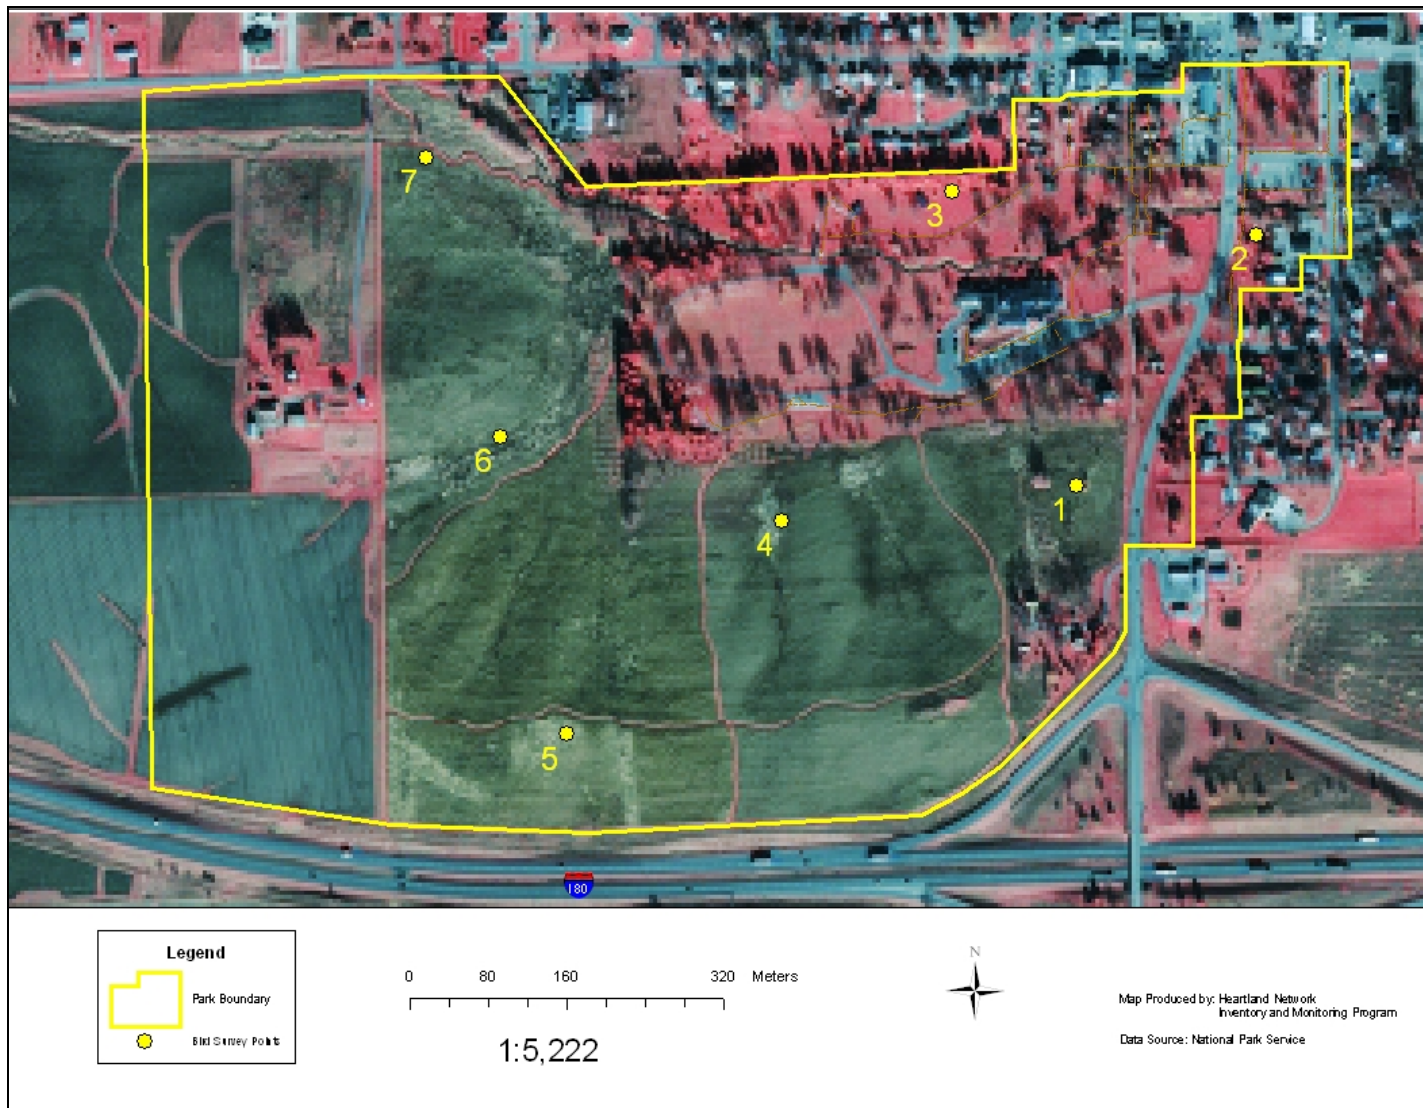 7
3
2
6
1
4
5
I 80
Legend
Park Boundary
Bird Survey Points
0 80 160 320 Meters
1:5,222
N
Map Produced by: Heartland Network
Inventory and Monitoring Program
Data Source: National Park Service